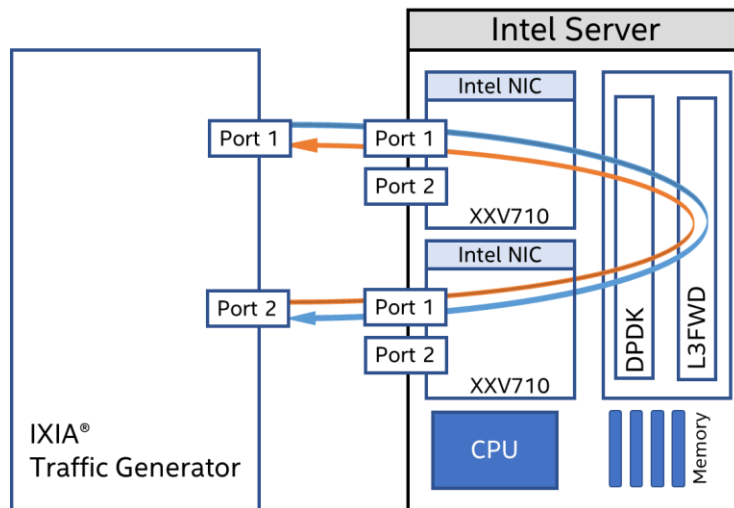 Intel Server
Intel NIC
Port 1
Port 1
Port 2
XXV710
Intel NIC
Port 2
Port 1
Port 2
XXV710
DPDK
L3FWD
IXIA®
Traffic Generator
CPU
Memory